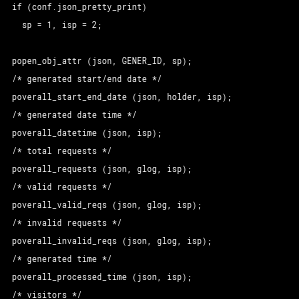 if (conf.json_pretty_print)
sp = 1, isp = 2;
popen_obj_attr (json, GENER_ID, sp);
/* generated start/end date */
poverall_start_end_date (json, holder, isp);
/* generated date time */
poverall_datetime (json, isp);
/* total requests */
poverall_requests (json, glog, isp);
/* valid requests */
poverall_valid_reqs (json, glog, isp);
/* invalid requests */
poverall_invalid_reqs (json, glog, isp);
/* generated time */
poverall_processed_time (json, isp);
/* visitors */